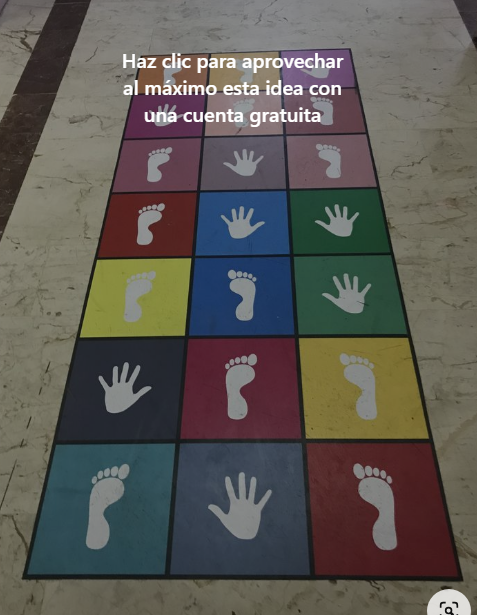 Haz clic para aprovechar
al máximo esta idea con
una cuenta gratuita